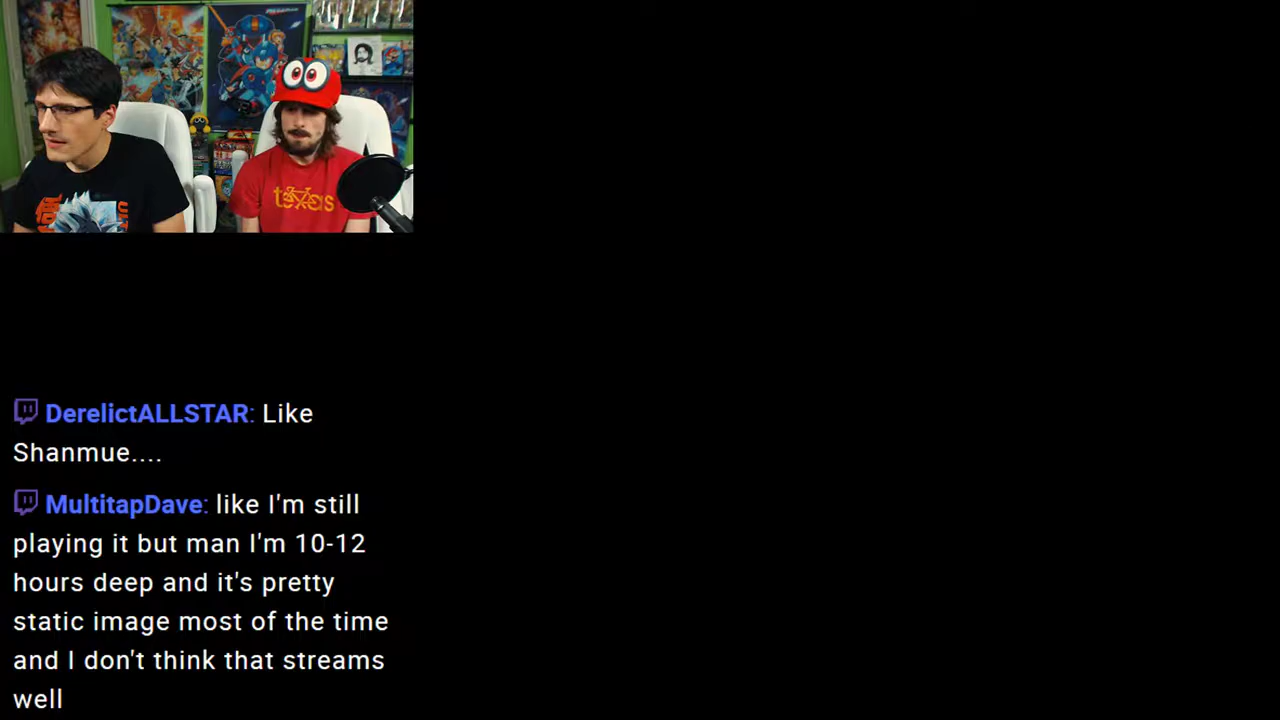 texas
DerelictALLSTAR: Like
Shanmue....
MultitapDave: like I'm still
playing it but man I'm 10-12
hours deep and it's pretty
static image most of the time
and I don't think that streams
well